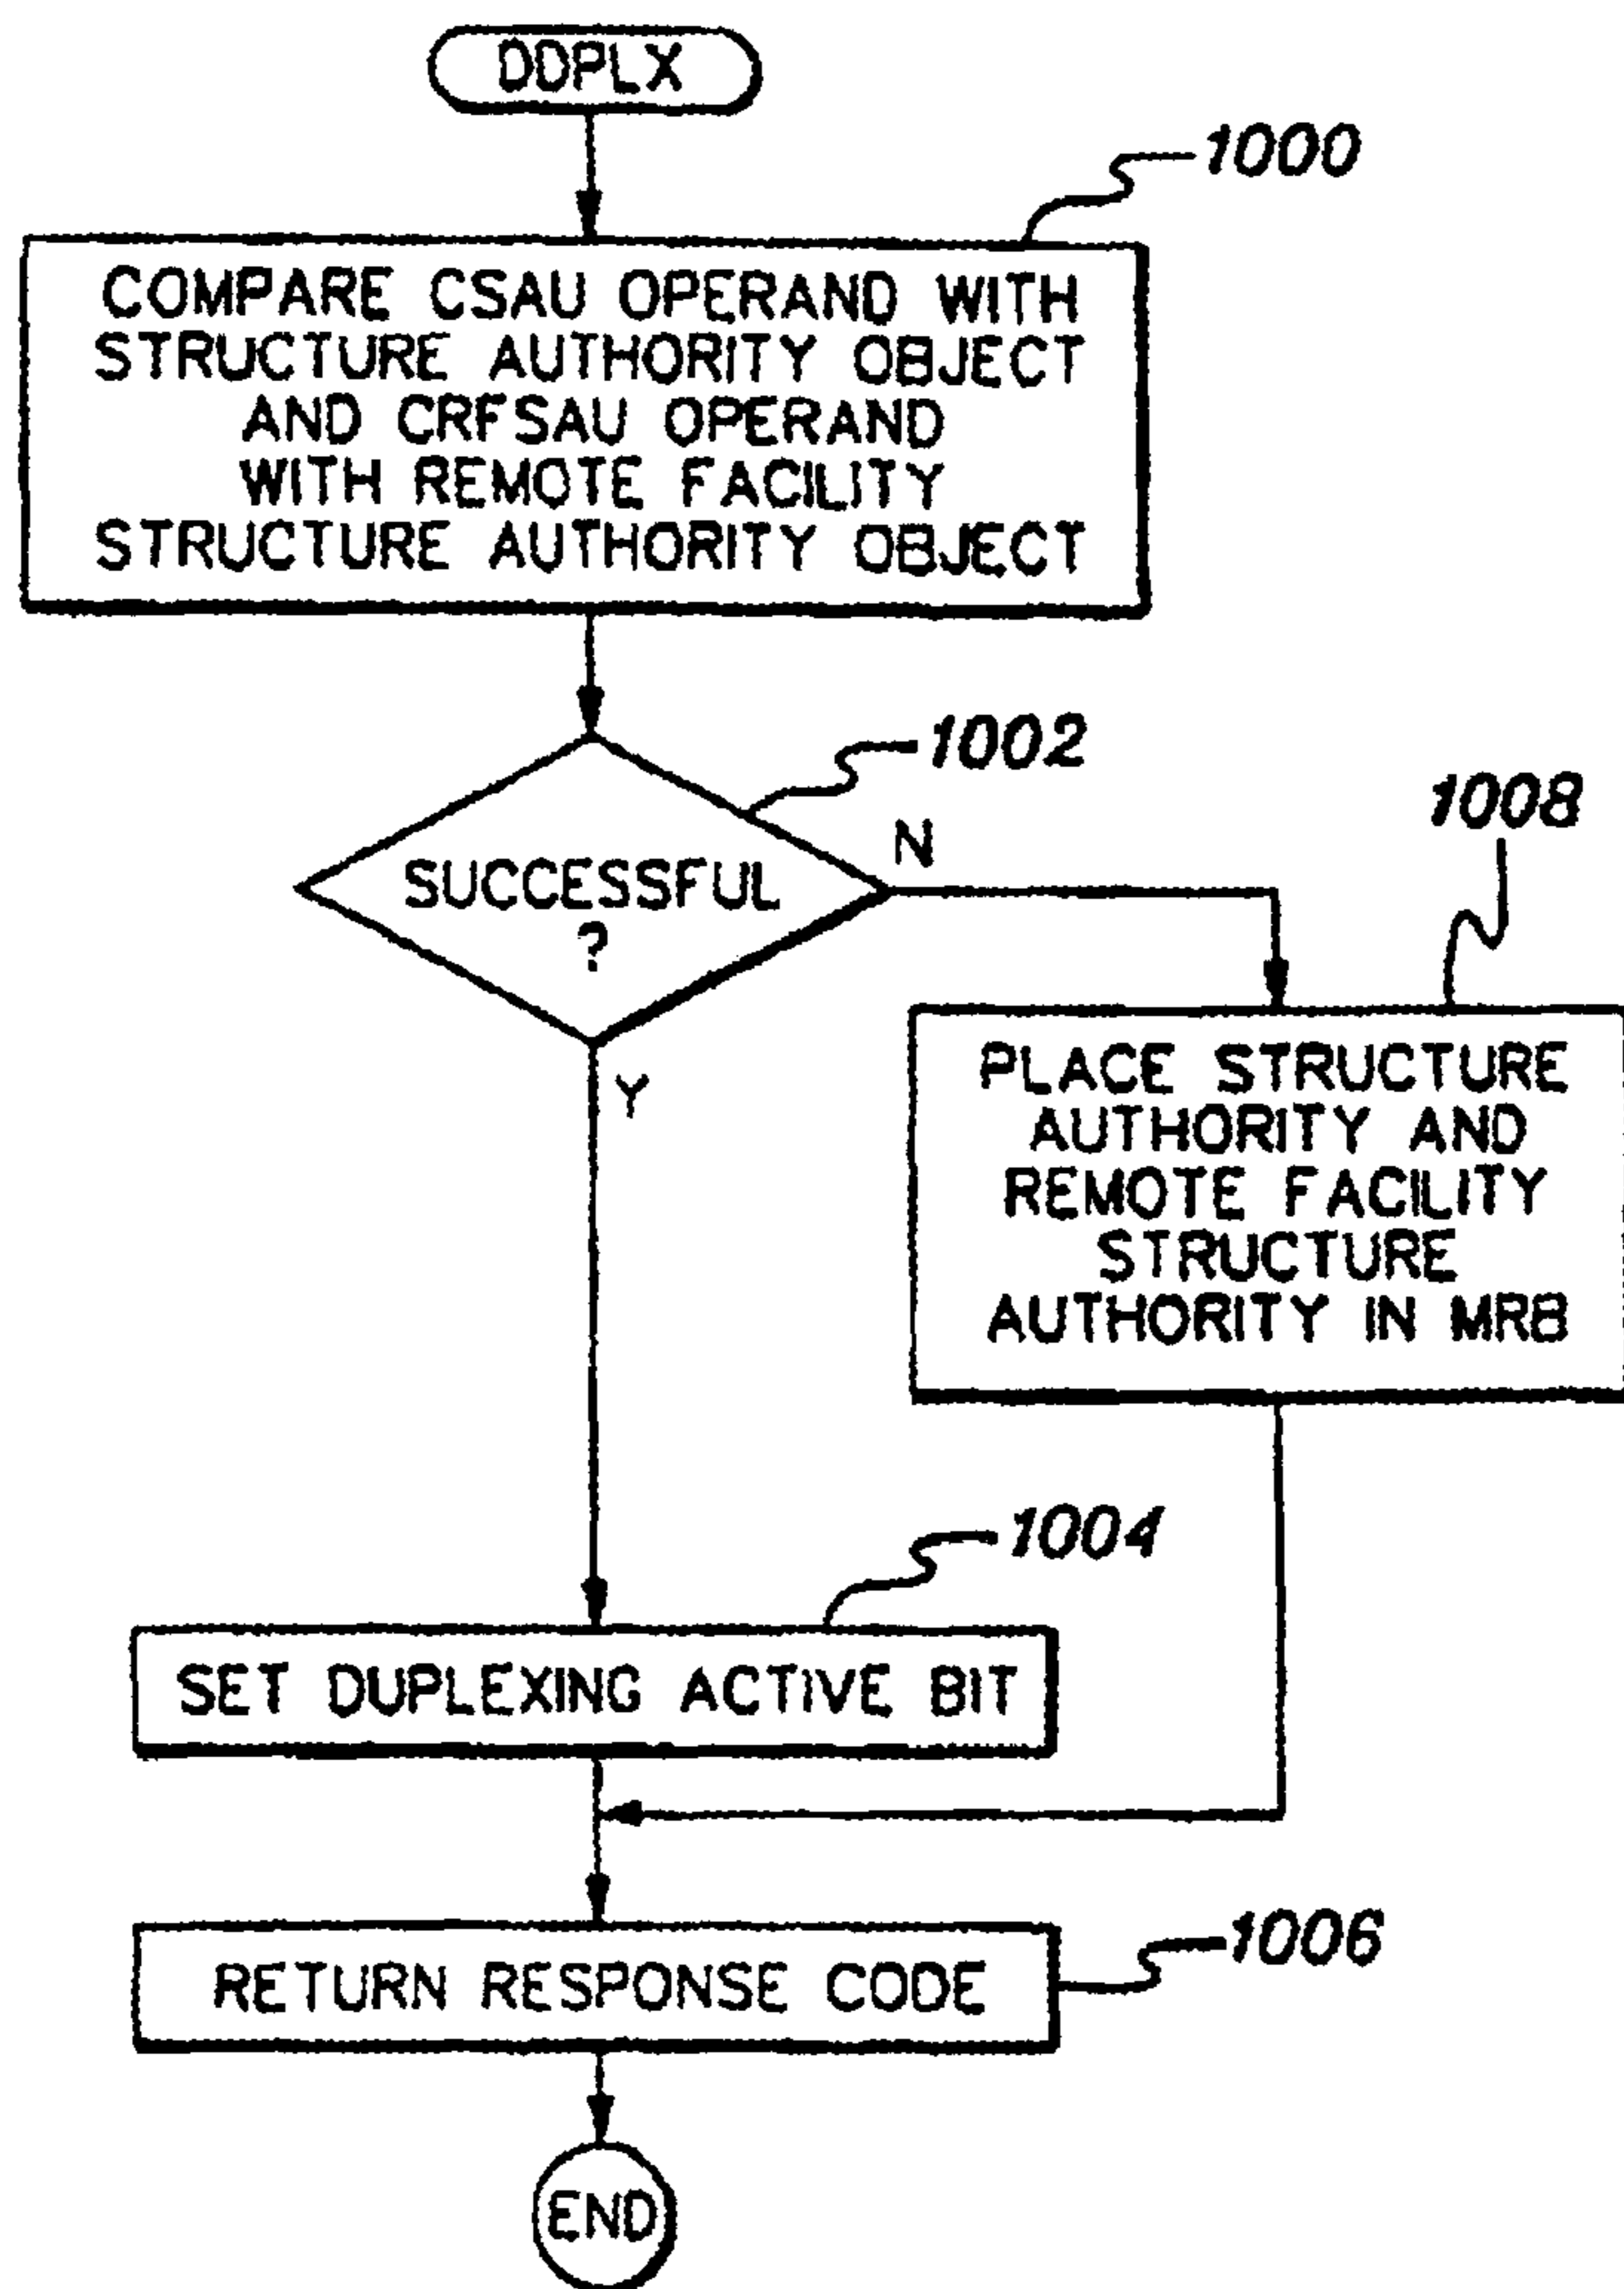 DDPLX
1000
COMPARE CSAU OPERAND WITH
STRUCTURE AUTHORITY OBJECT
AND CRFSAU OPERAND
WITH REMOTE FACILITY
STRUCTURE AUTHORITY OBJECT
1002
SUCCESSFUL
?
N
Y
1008
PLACE STRUCTURE
AUTHORITY AND
REMOTE FACILITY
STRUCTURE
AUTHORITY IN MRB
1004
SET DUPLEXING ACTIVE BIT
1006
RETURN RESPONSE CODE
END